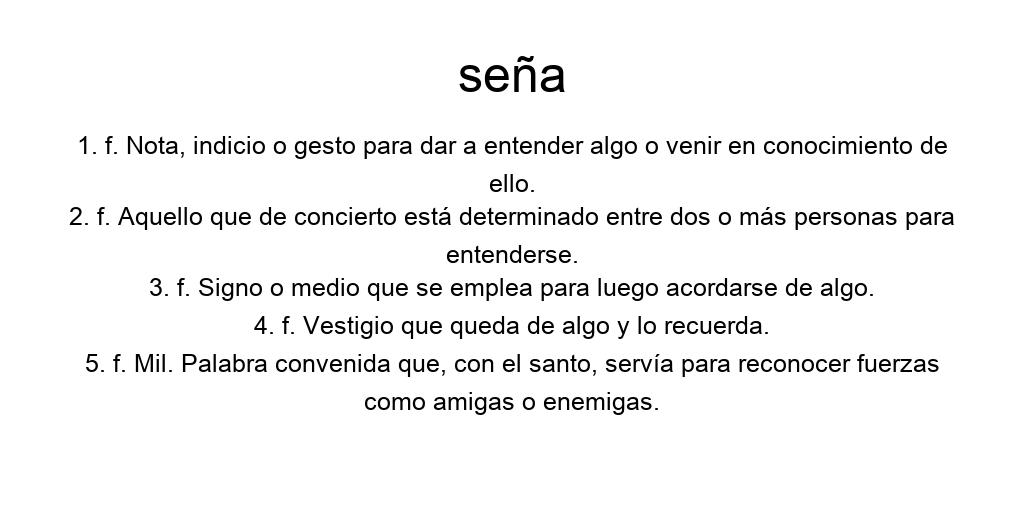 seña
1. f. Nota, indicio o gesto para dar a entender algo o venir en conocimiento de
ello.
2. f. Aquello que de concierto está determinado entre dos o más personas para
entenderse.
3. f. Signo o medio que se emplea para luego acordarse de algo.
4. f. Vestigio que queda de algo y lo recuerda.
5. f. Mil. Palabra convenida que, con el santo, servía para reconocer fuerzas
como amigas o enemigas.